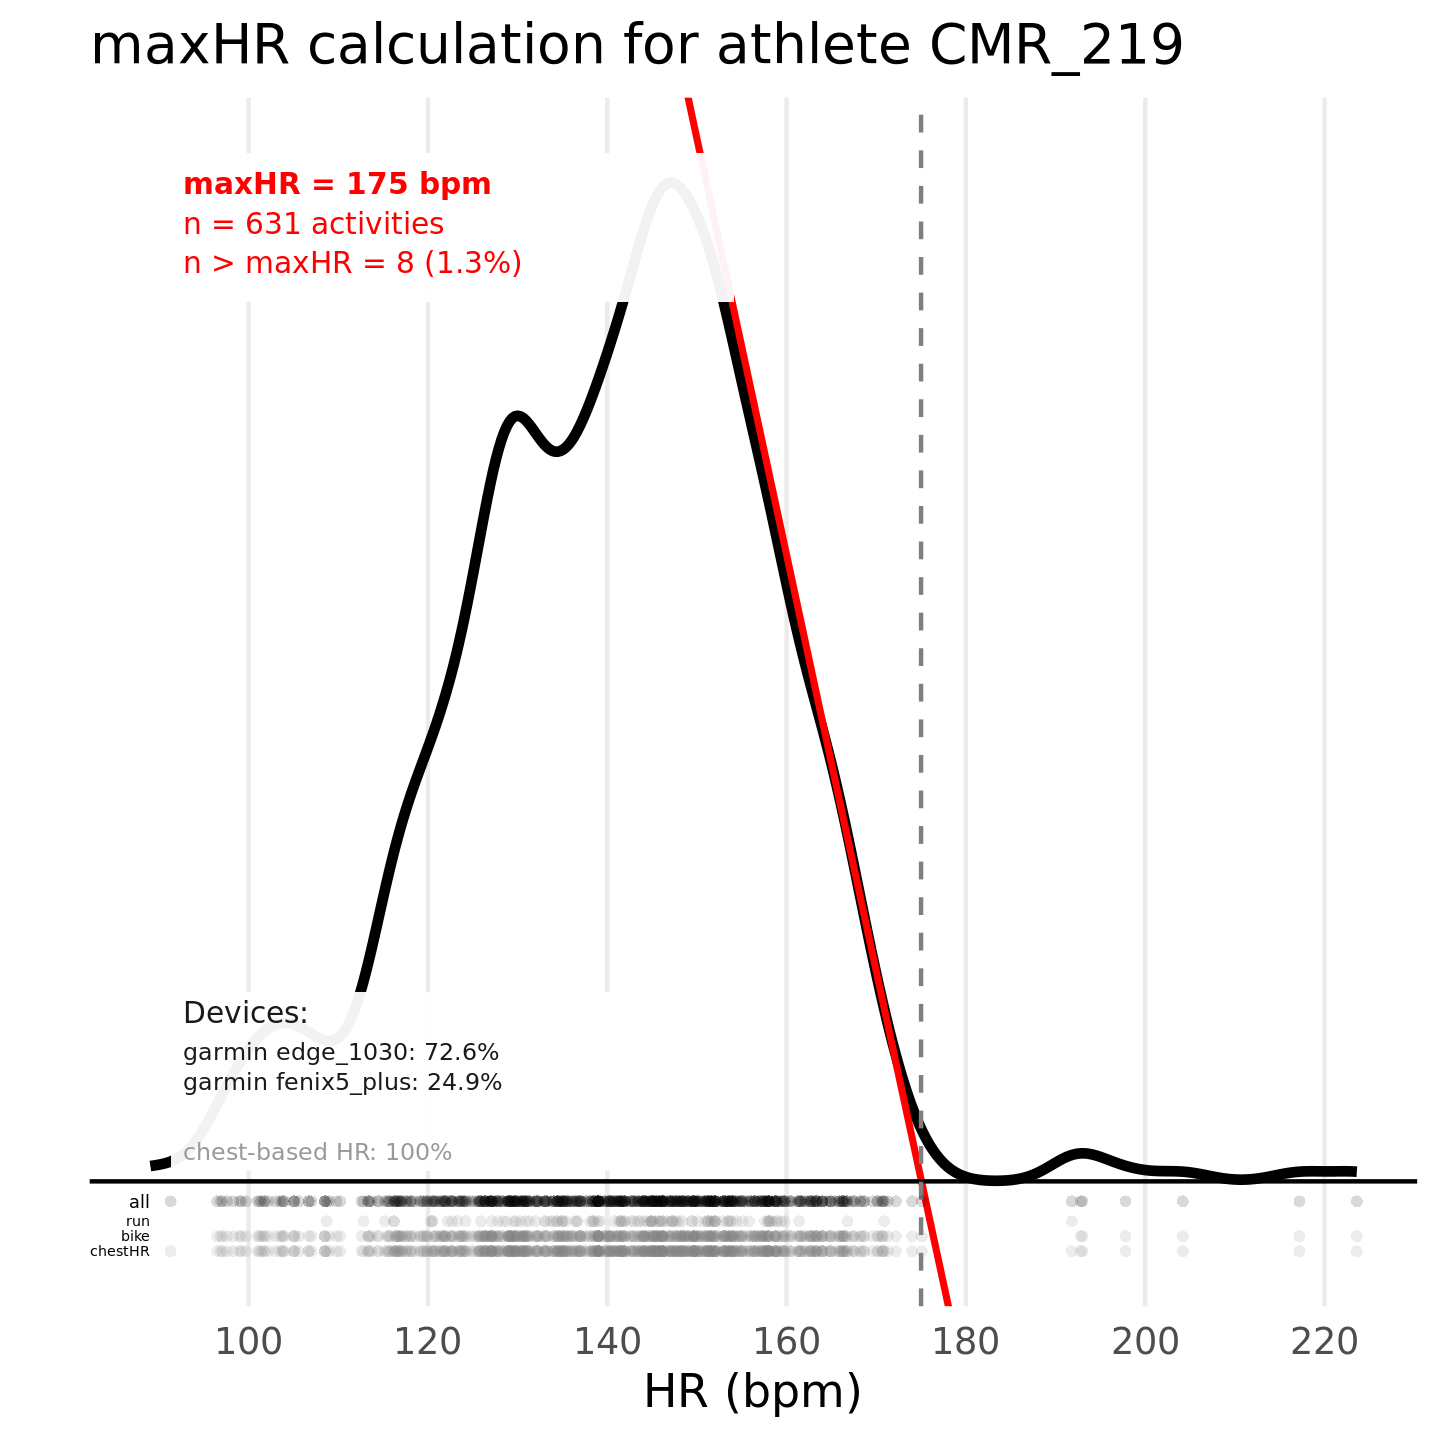 maxHR calculation for athlete CMR_219
maxHR = 175 bpm
n = 631 activities
n > maxHR = 8 (1.3%)
Devices:
garmin edge_1030: 72.6%
garmin fenix5_plus: 24.9%
chest-based HR: 100%
all
run
bike
chestHR
100 120 140 160 180 200 220
HR (bpm)